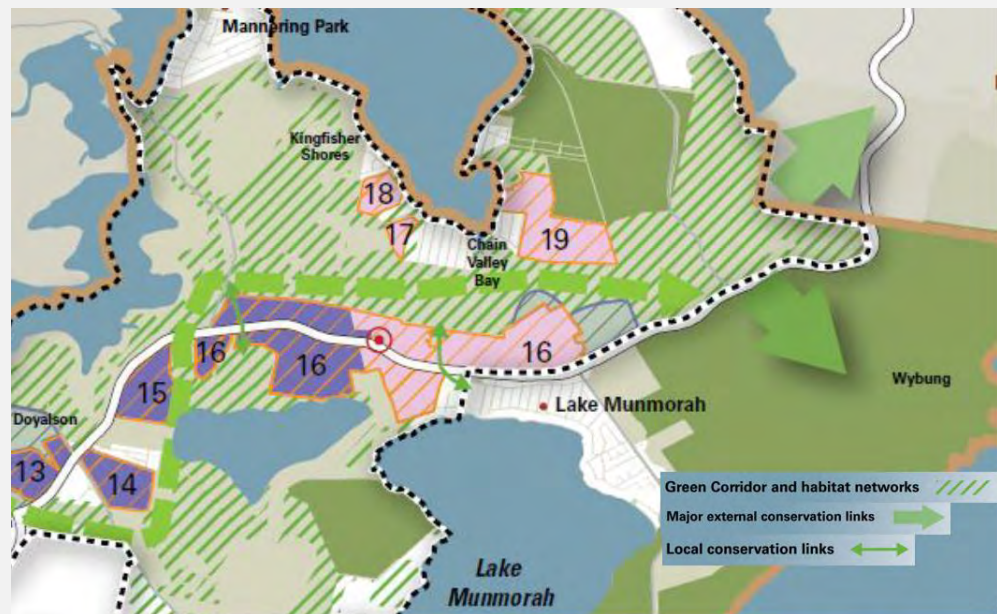 Mannering Park
Kingfisher
Shores
18
17
19
Chain
Valley
Bay
16
16
16
15
Wybung
Lake Munmorah
Doyalson
13
14
Green Corridor and habitat networks
Major external conservation links
Local conservation links
Lake
Munmorah